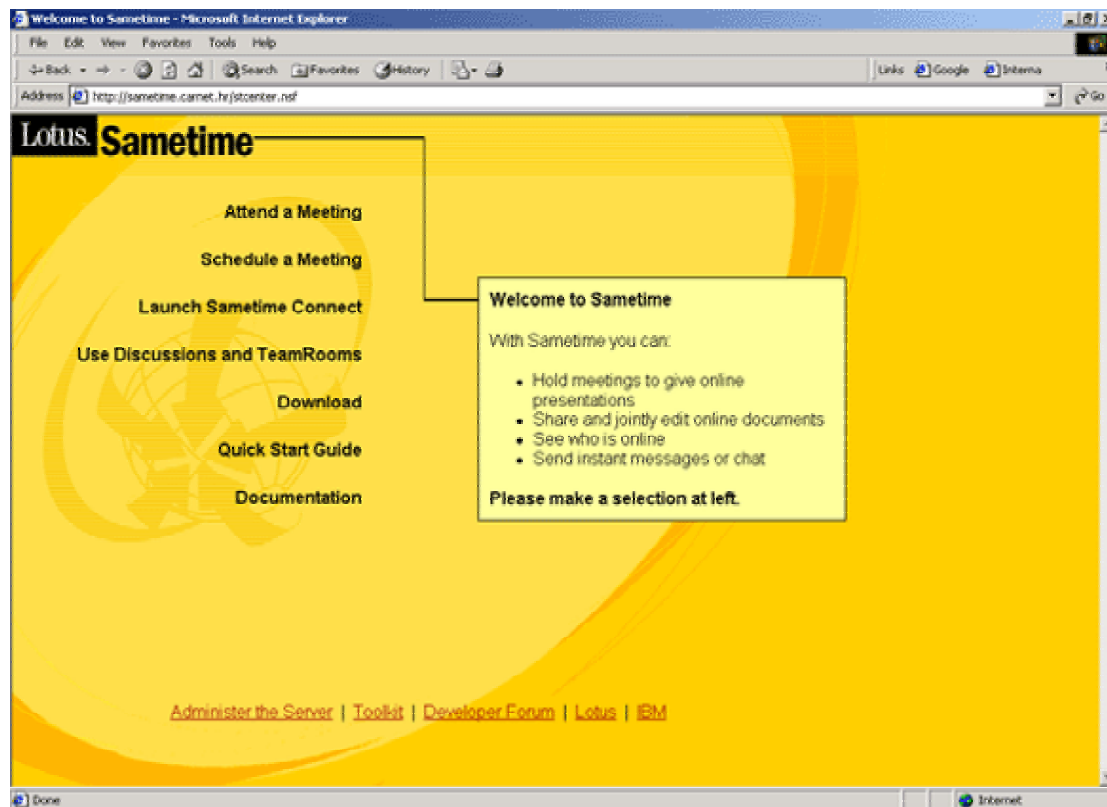 Welcome to Sametime - Microsoft Internet Explorer
File Edit View Favorites Tools Help
Back Search Favorites History Links Google Interna
Address http://sametime.carnet.hr/stcenter.nsf Go
Lotus. Sametime
Attend a Meeting
Schedule a Meeting
Launch Sametime Connect
Use Discussions and TeamRooms
Download
Quick Start Guide
Documentation
Welcome to Sametime
With Sametime you can:
• Hold meetings to give online
presentations
• Share and jointly edit online documents
• See who is online
• Send instant messages or chat
Please make a selection at left.
Administer the Server | Toolkit | Developer Forum | Lotus | IBM
Done Internet